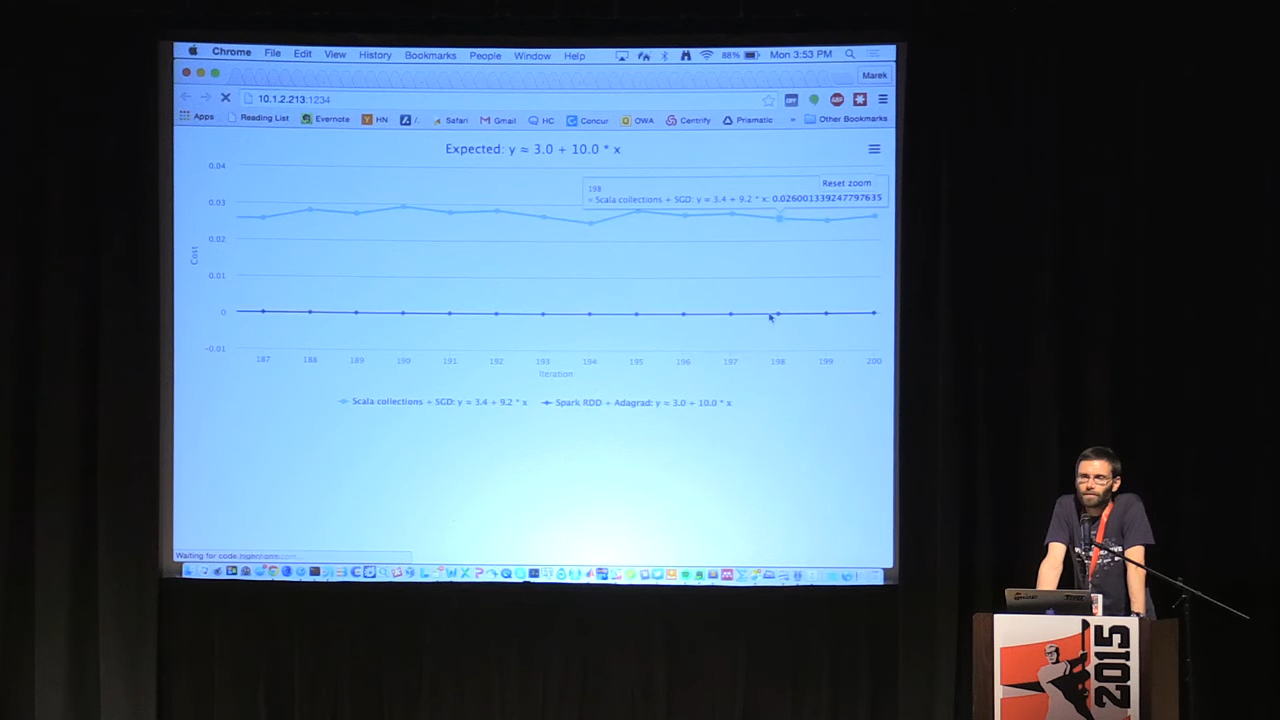 Chrome File Edit View History Bookmarks People Window Help 88% Mon 3:53 PM
Marek
10.1.2.213:1234
Apps Reading List Evernote HN /. Safari Gmail HC Concur OWA Centrify Prismatic » Other Bookmarks
Expected: y ≈ 3.0 + 10.0 * x
Reset zoom
198
Scala collections + SGD: y = 3.4 + 9.2 * x: 0.026001339247797635
0.04
0.03
0.02
0.01
0
-0.01
Cost
187 188 189 190 191 192 193 194 195 196 197 198 199 200
Iteration
Scala collections + SGD: y = 3.4 + 9.2 * x Spark RDD + Adagrad: y = 3.0 + 10.0 * x
Waiting for
2015